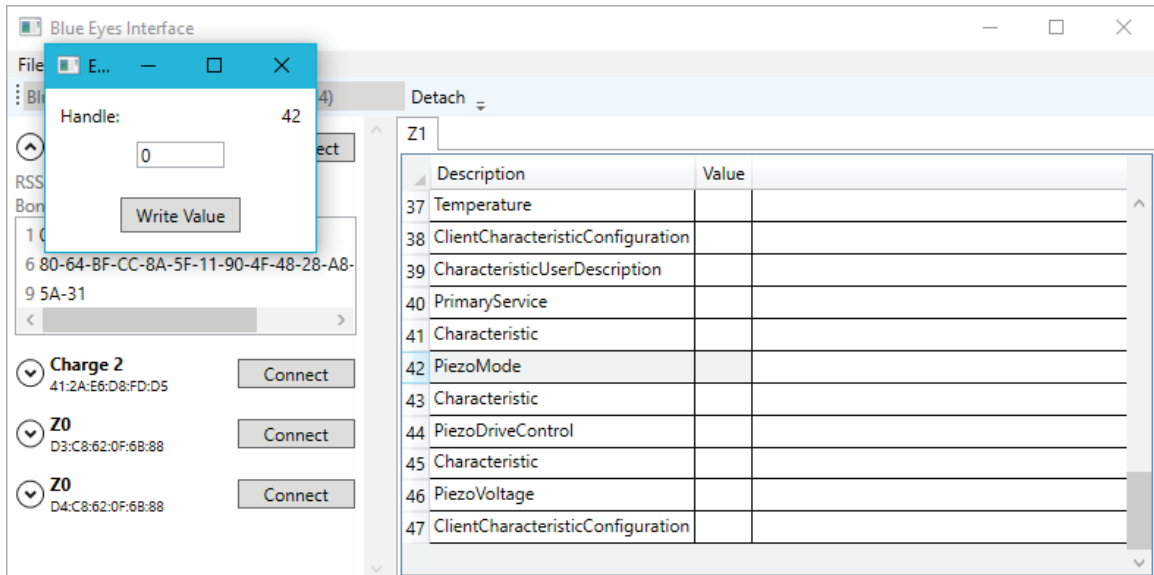 Blue Eyes Interface
File
E...
4)
Detach
Handle: 42
0
Write Value
RSS
Bon
1
6 80-64-BF-CC-8A-5F-11-90-4F-48-28-A8-
9 5A-31
Charge 2
41:2A:E6:D8:FD:D5
Connect
Z0
D3:C8:62:0F:6B:88
Connect
Z0
D4:C8:62:0F:6B:88
Connect
Z1
Description Value
37 Temperature
38 ClientCharacteristicConfiguration
39 CharacteristicUserDescription
40 PrimaryService
41 Characteristic
42 PiezoMode
43 Characteristic
44 PiezoDriveControl
45 Characteristic
46 PiezoVoltage
47 ClientCharacteristicConfiguration